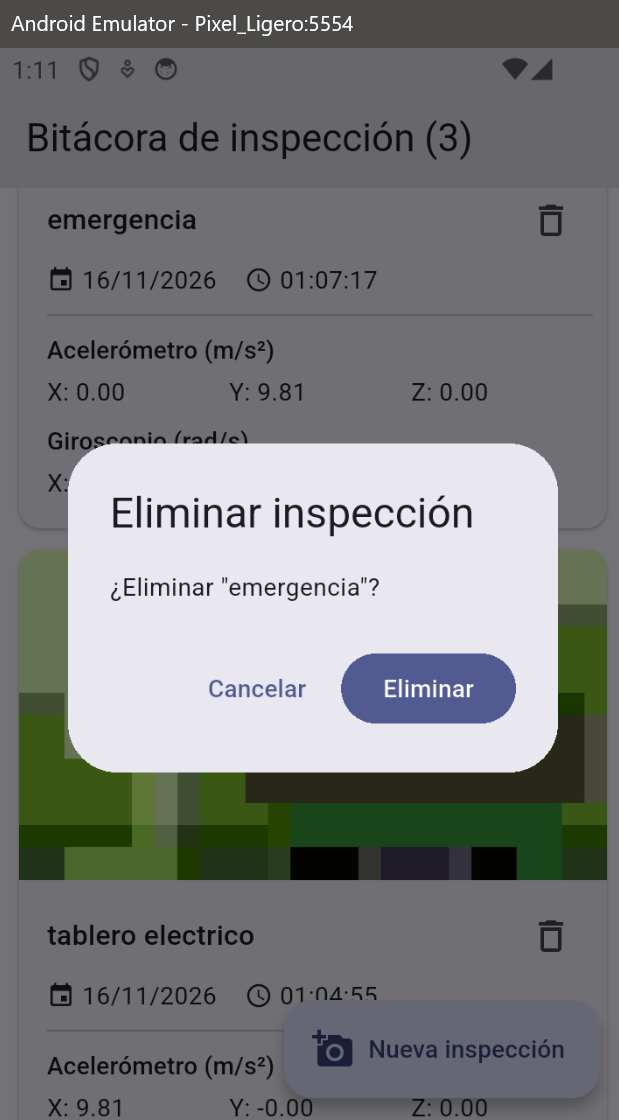 Android Emulator - Pixel_Ligero:5554
1:11
Bitácora de inspección (3)
emergencia
16/11/2026 01:07:17
Acelerómetro (m/s²)
X: 0.00 Y: 9.81 Z: 0.00
Giroscopio (rad/s)
X:
Eliminar inspección
¿Eliminar "emergencia"?
Cancelar Eliminar
tablero electrico
16/11/2026 01:04:55
Nueva inspección
Acelerómetro (m/s²)
X: 9.81 Y: -0.00 Z: 0.00